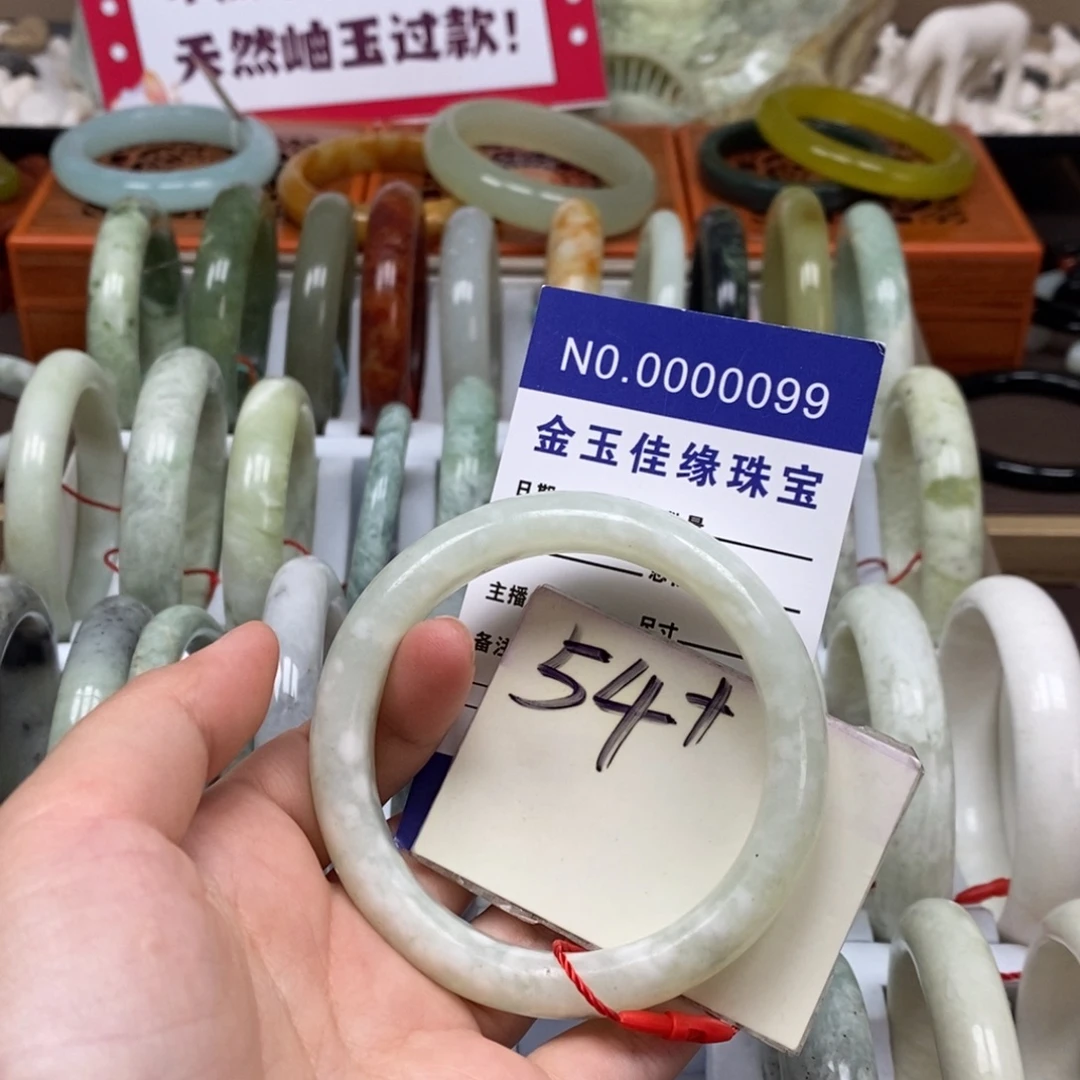 天然岫玉过款!
N0.0000099
金玉佳缘珠宝
日期
主播
尺寸
备注
54+